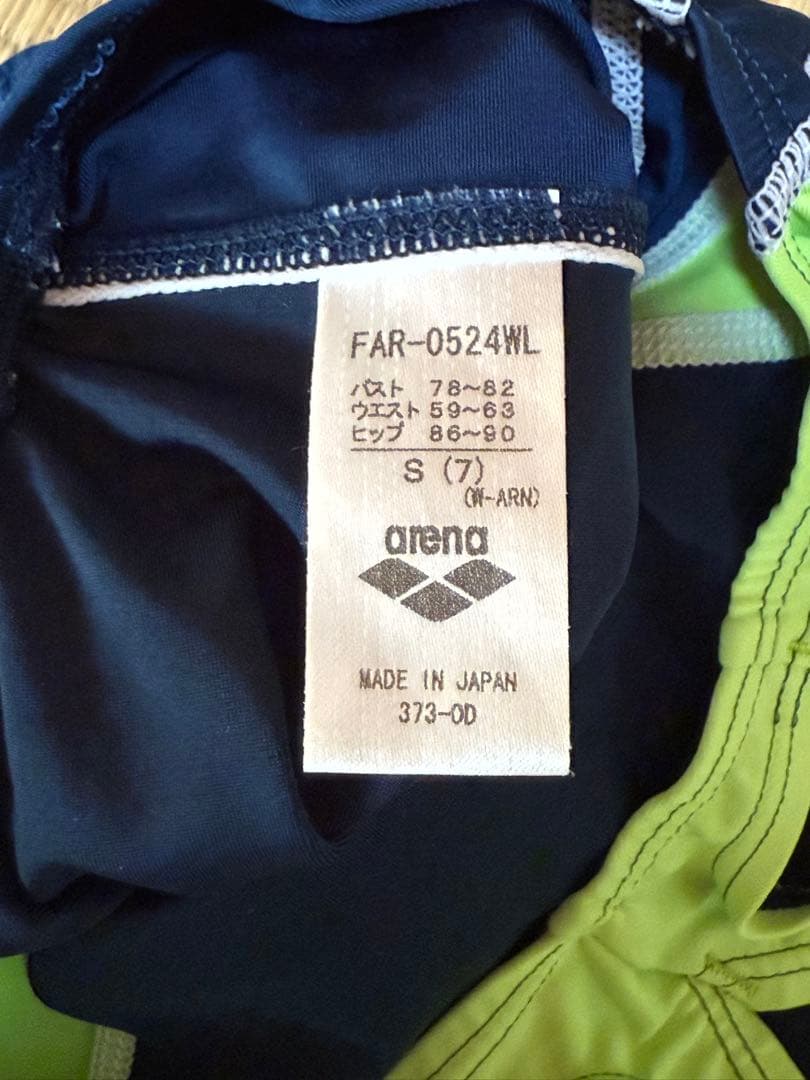 FAR-0524WL
バスト 78~82
ウエスト 59~63
ヒップ 86~90
S (7)
(W-ARN)
arena
MADE IN JAPAN
373-0D